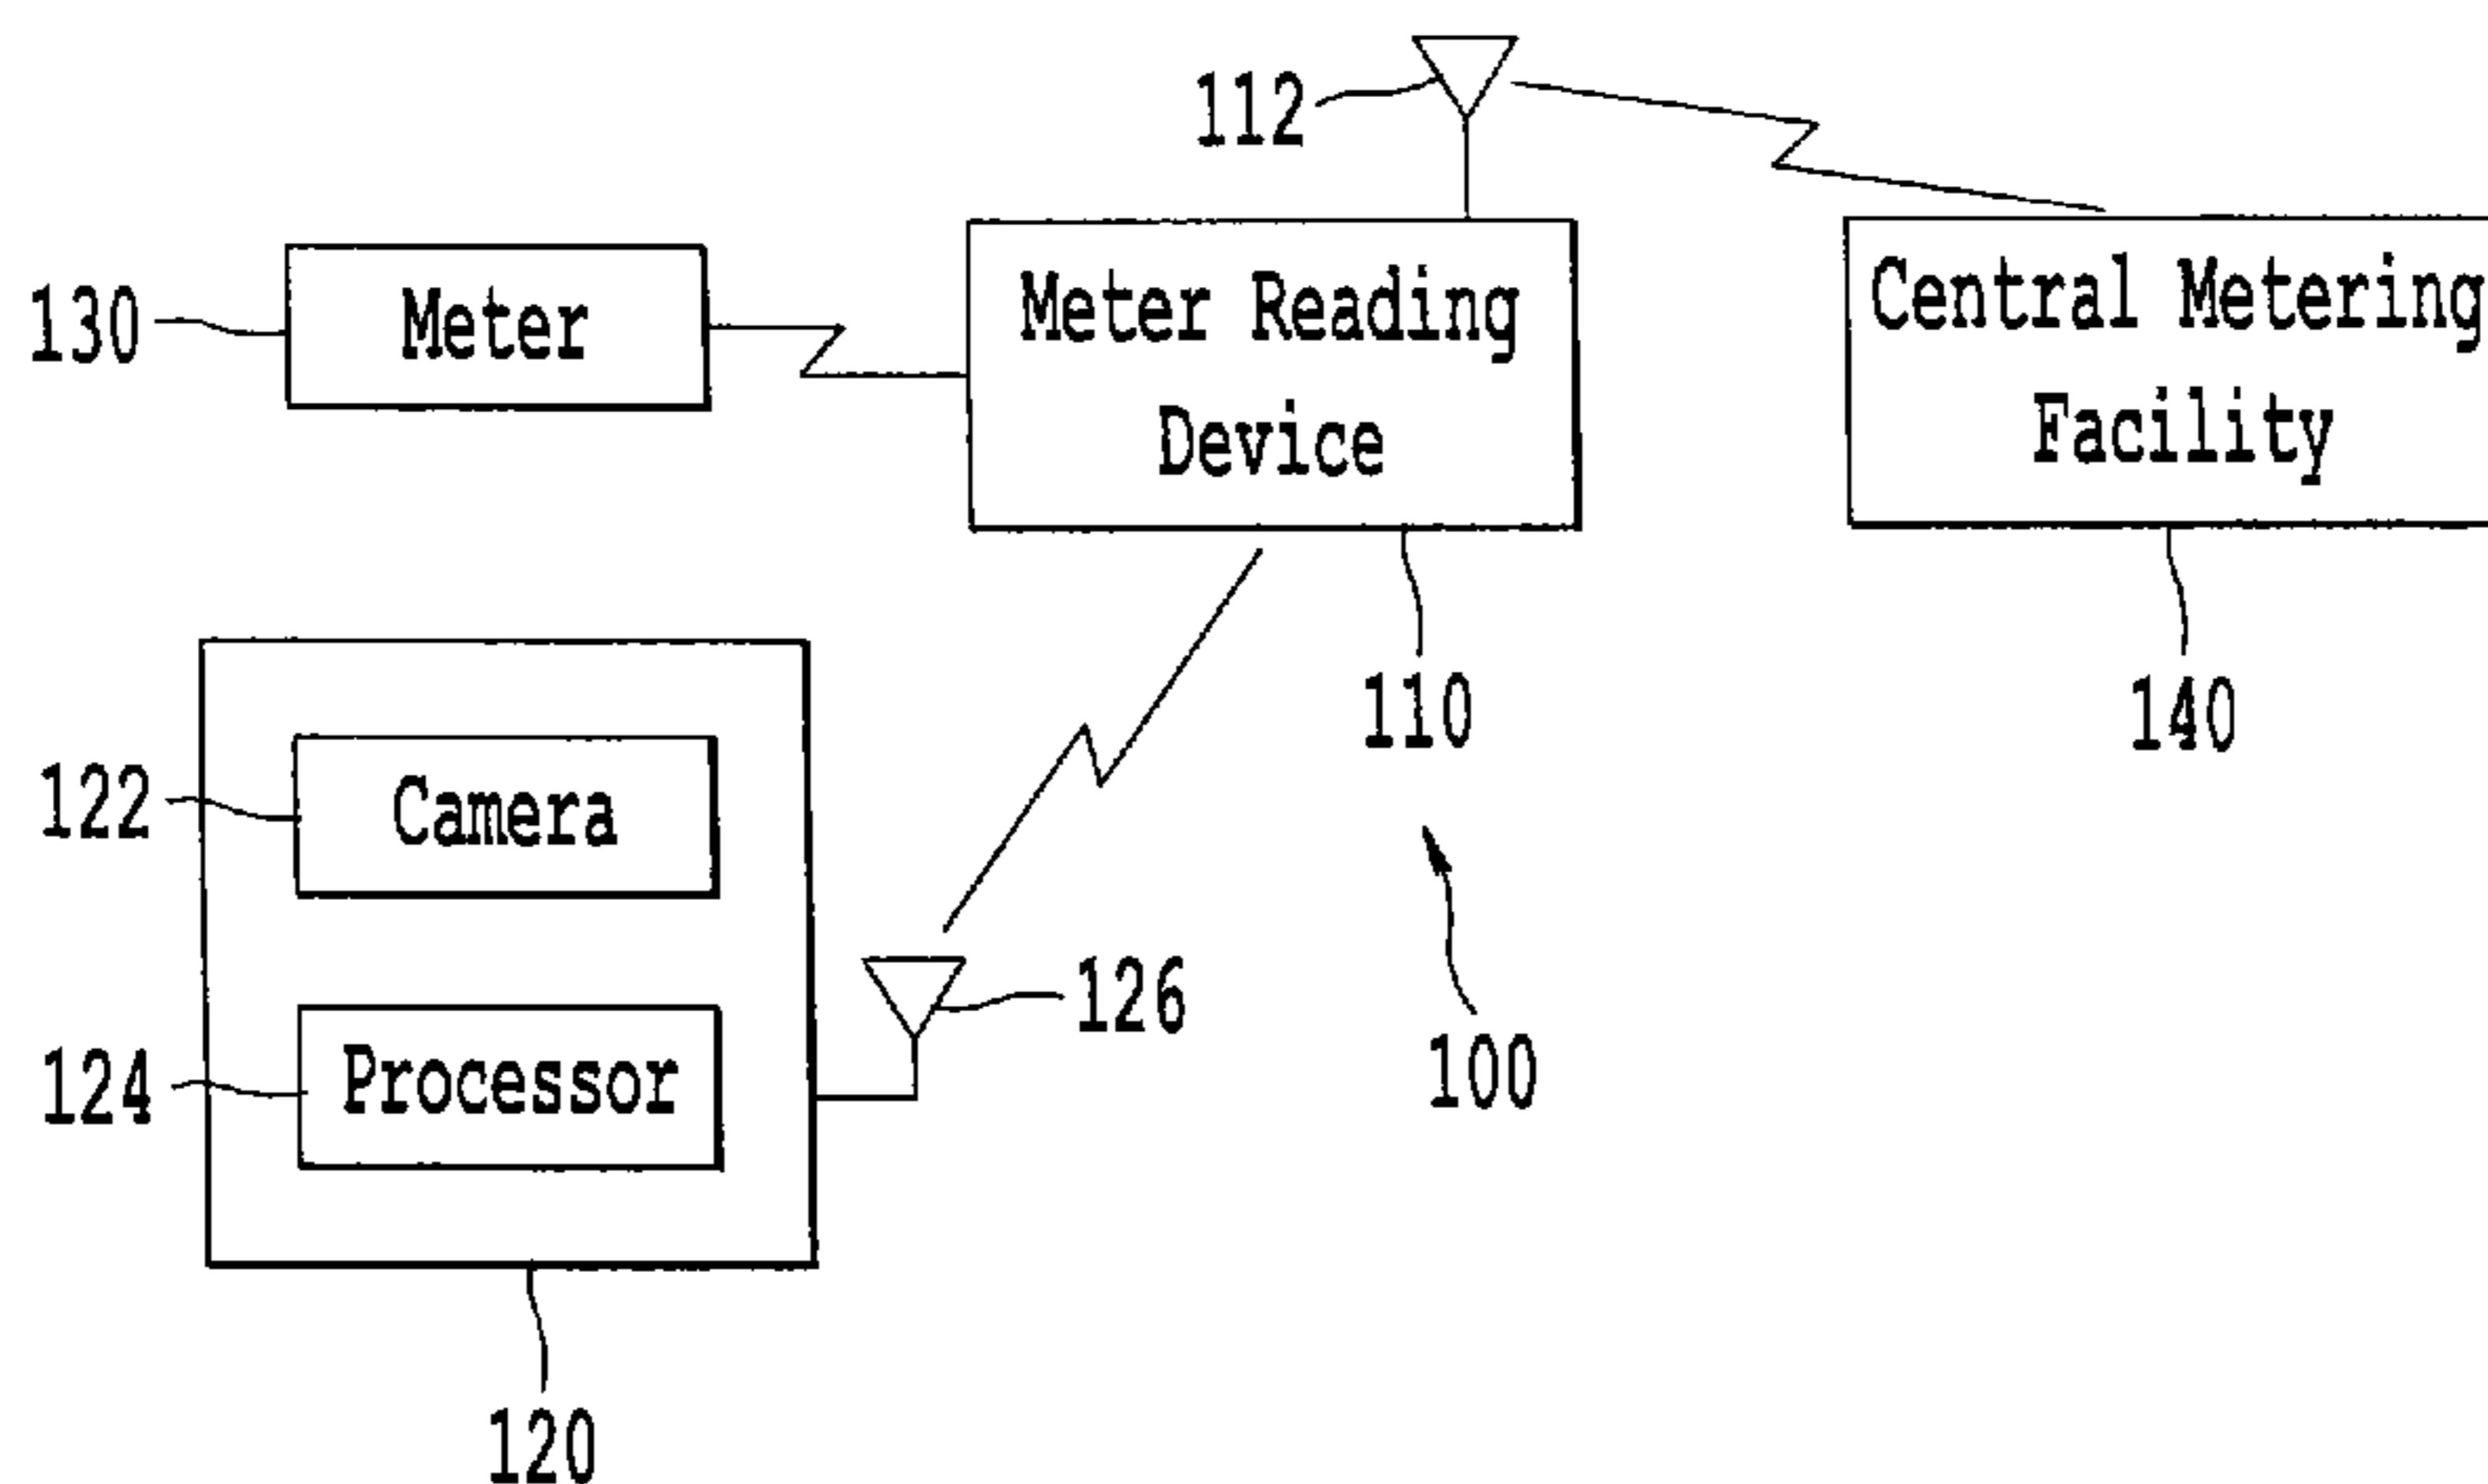 112
130
Meter
Meter Reading
Device
Central Metering
Facility
110
140
122
Camera
124
Processor
126
100
120